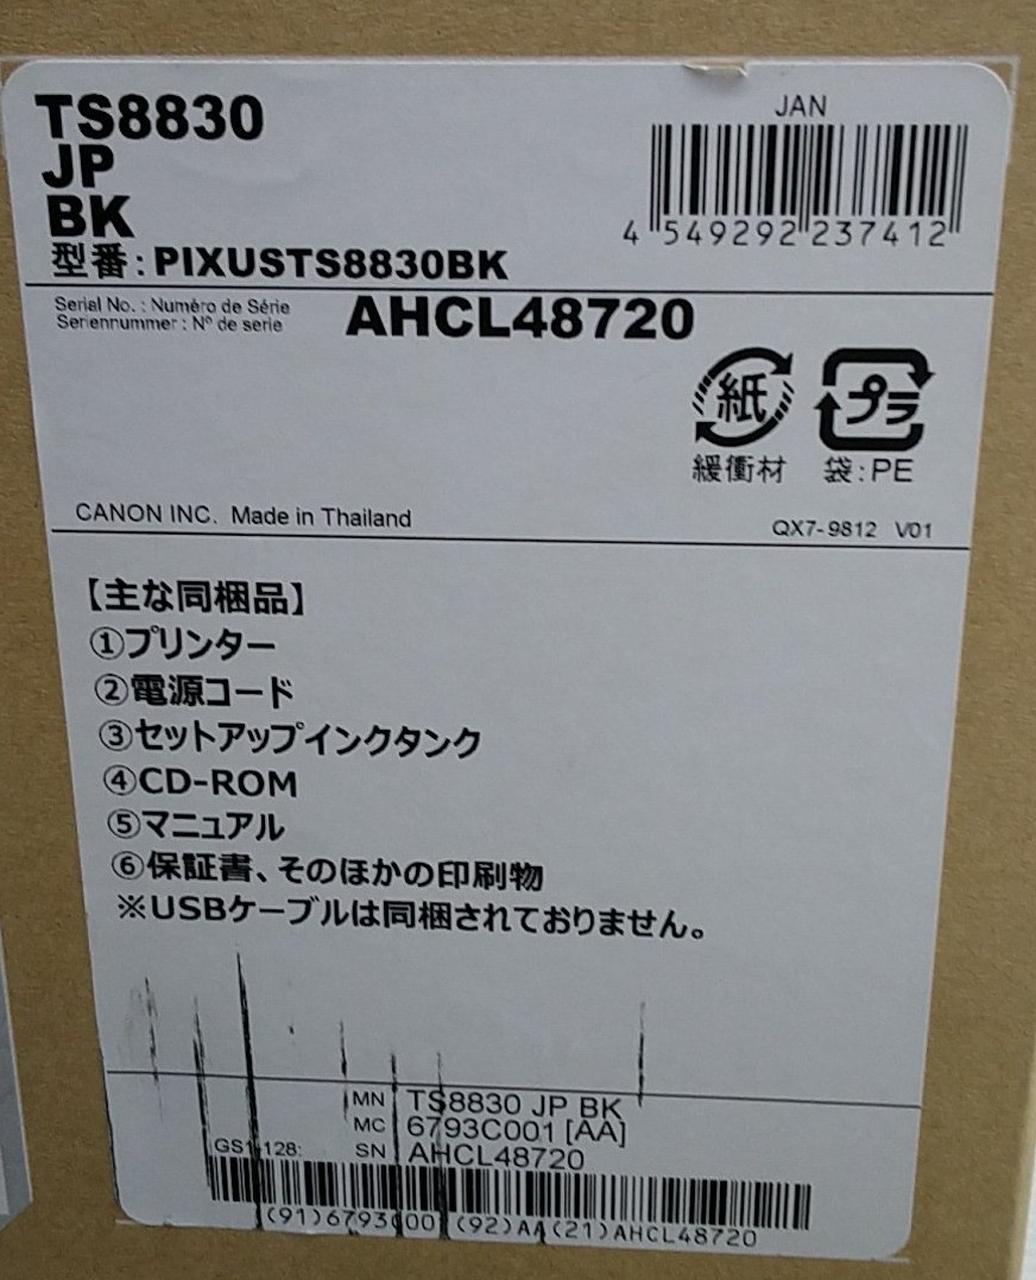 TS8830
JP
BK
型番:PIXUSTS8830BK
JAN
4 549292 237412
Serial No. : Numéro de Série
Seriennummer : Nº de serie
AHCL48720
紙
緩衝材
プラ
袋:PE
CANON INC. Made in Thailand
QX7-9812 V01
【主な同梱品】
①プリンター
②電源コード
③セットアップインクタンク
④CD-ROM
⑤マニュアル
⑥保証書、そのほかの印刷物
※USBケーブルは同梱されておりません。
MN TS8830 JP BK
MC 6793C001 [AA]
GS1-128: SN AHCL48720
(91)6793C001(92)AA(21)AHCL48720